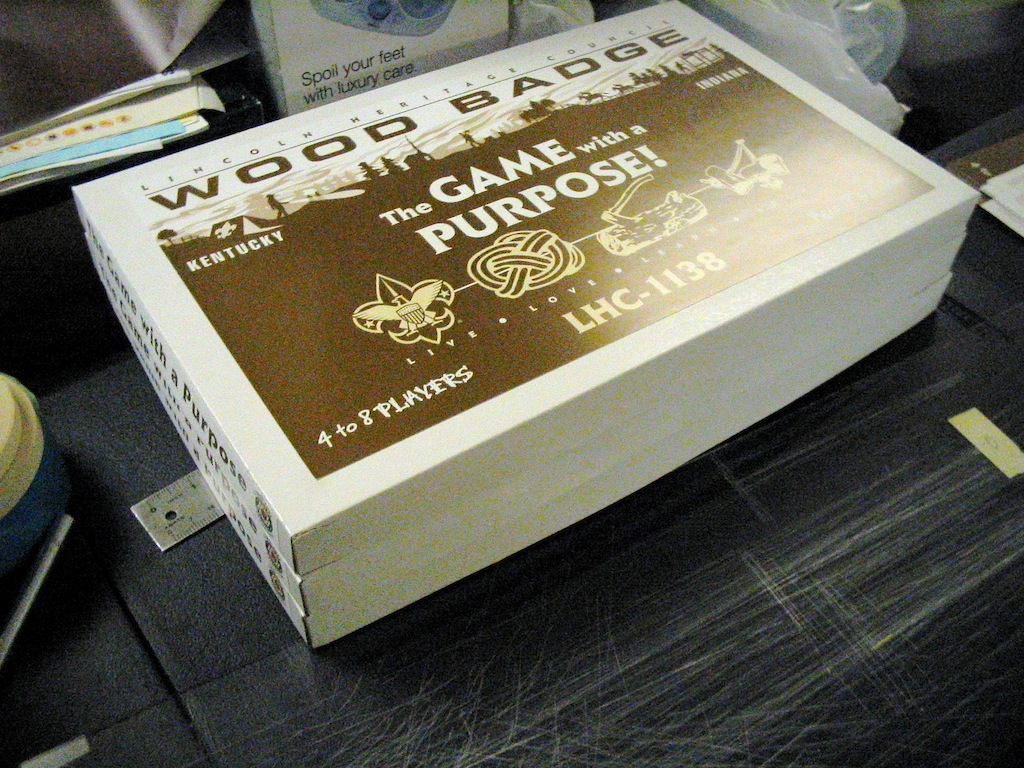 Spoil your feet
with luxury care.
LINCOLN HERITAGE COUNCIL
WOOD BADGE
KENTUCKY
INDIANA
The GAME with a
PURPOSE!
LIVE • LOVE • LEARN •
LHC-1138
4 to 8 PLAYERS
The Game with a purpose